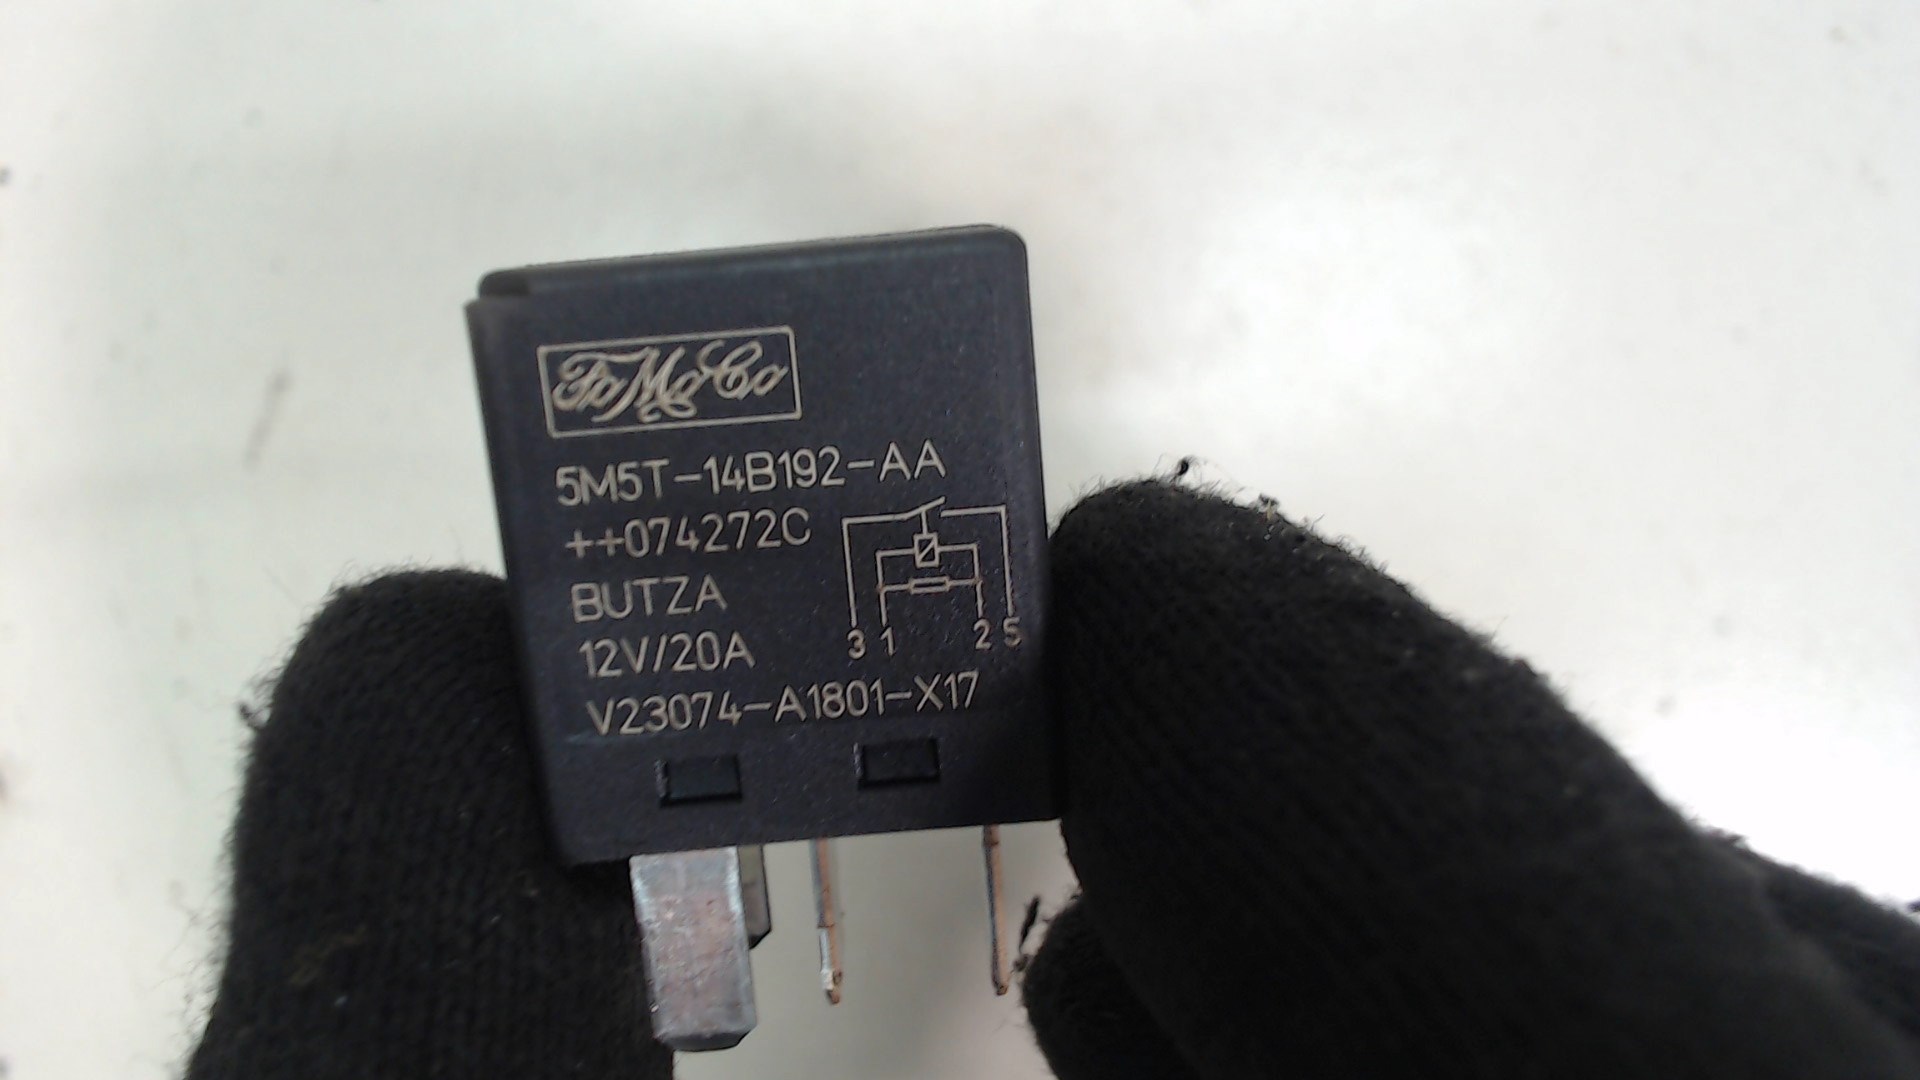 FoMoCo
5M5T-14B192-AA
++074272C
BUTZA
12V/20A
3 1 2 5
V23074-A1801-X17